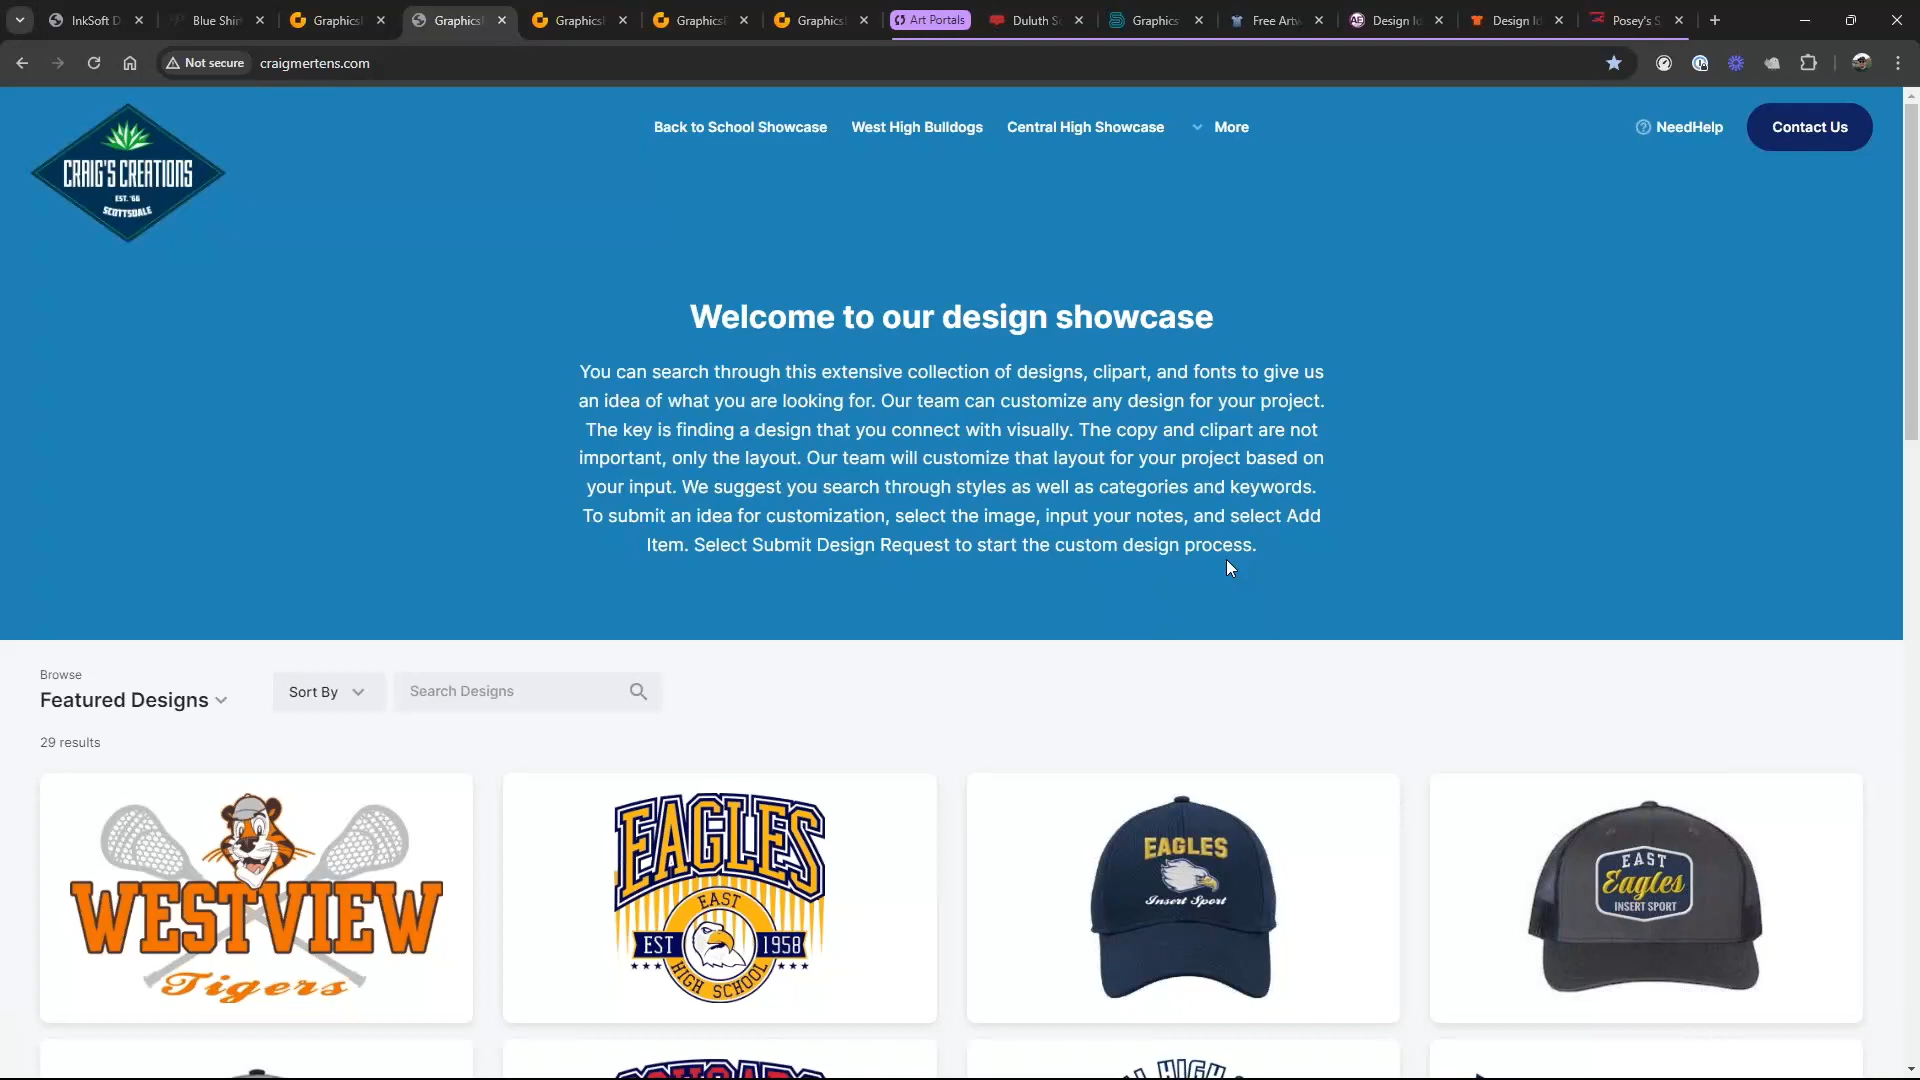 InkSoft D
Blue Shir
Graphics
Graphics
Graphics
Graphics
Graphics
Art Portals
Duluth Sc
Graphics
Free Artw
Design Id
Design Id
Posey's S
Not secure
craigmertens.com
CRAIG'S CREATIONS
EST. '68
SCOTTSDALE
Back to School Showcase
West High Bulldogs
Central High Showcase
More
NeedHelp
Contact Us
Welcome to our design showcase
You can search through this extensive collection of designs, clipart, and fonts to give us
an idea of what you are looking for. Our team can customize any design for your project.
The key is finding a design that you connect with visually. The copy and clipart are not
important, only the layout. Our team will customize that layout for your project based on
your input. We suggest you search through styles as well as categories and keywords.
To submit an idea for customization, select the image, input your notes, and select Add
Item. Select Submit Design Request to start the custom design process.
Browse
Featured Designs
Sort By
Search Designs
29 results
WESTVIEW
Tigers
EAGLES
EAST
EST 1958
HIGH SCHOOL
EAGLES
Insert Sport
EAST
Eagles
INSERT SPORT